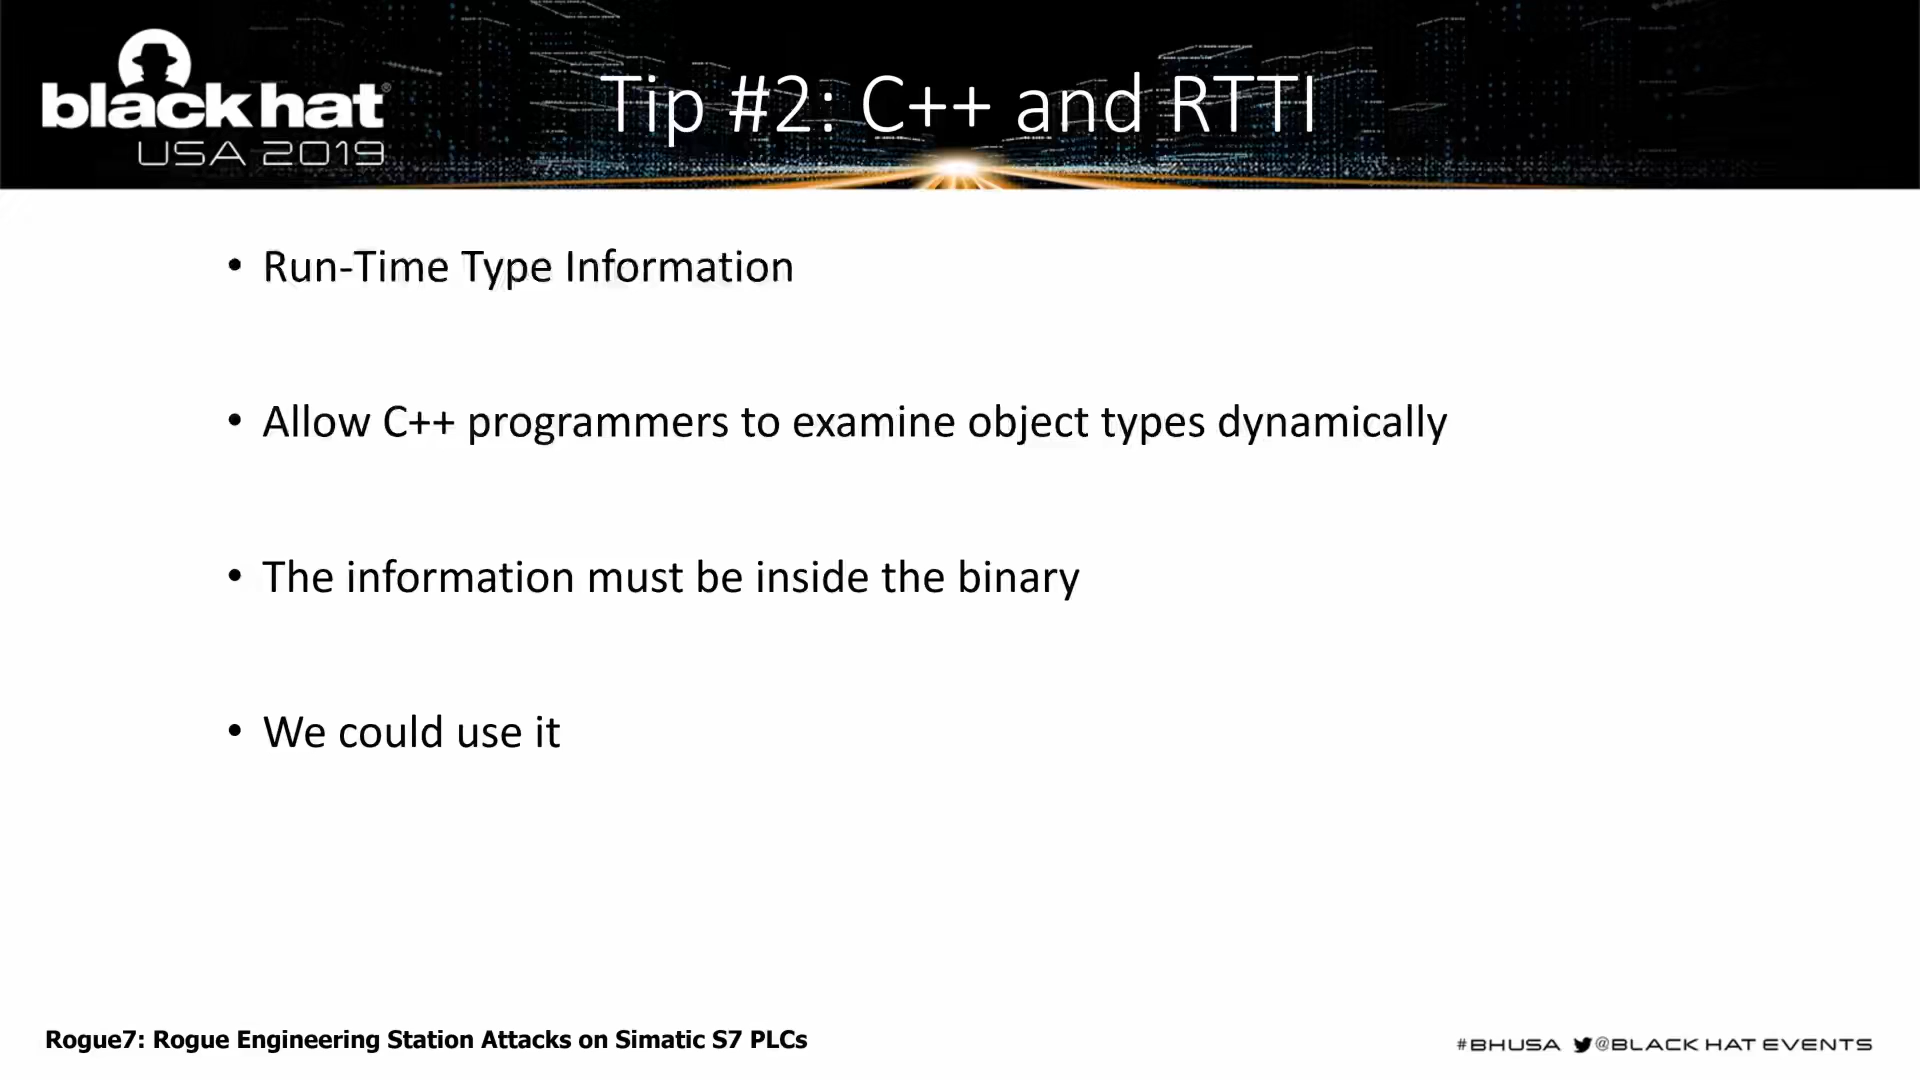 blackhat®
USA 2019
Tip #2: C++ and RTTI
• Run-Time Type Information
• Allow C++ programmers to examine object types dynamically
• The information must be inside the binary
• We could use it
Rogue7: Rogue Engineering Station Attacks on Simatic S7 PLCs
#BHUSA @BLACK HAT EVENTS